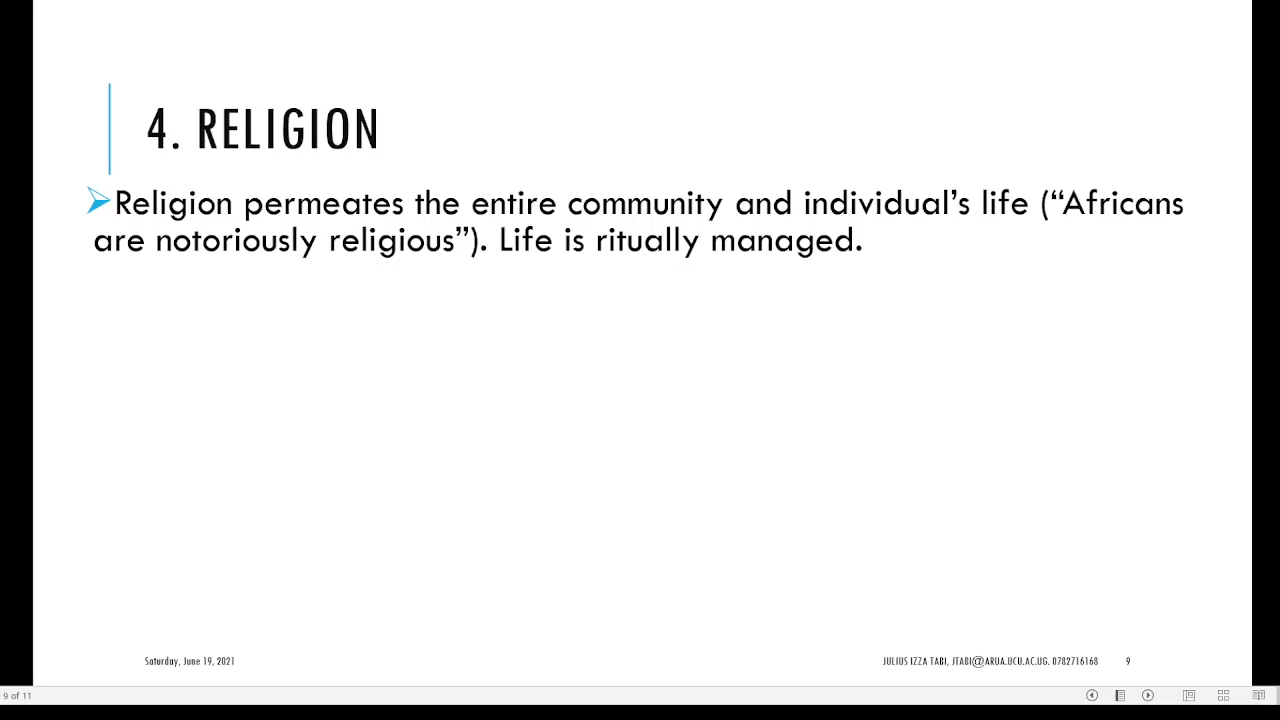 4. RELIGION
Religion permeates the entire community and individual’s life (“Africans
are notoriously religious”). Life is ritually managed.
Saturday, June 19, 2021
JULIUS IZZA TABI, JTABI@ARUA.UCU.AC.UG. 0782716168
9
9 of 11